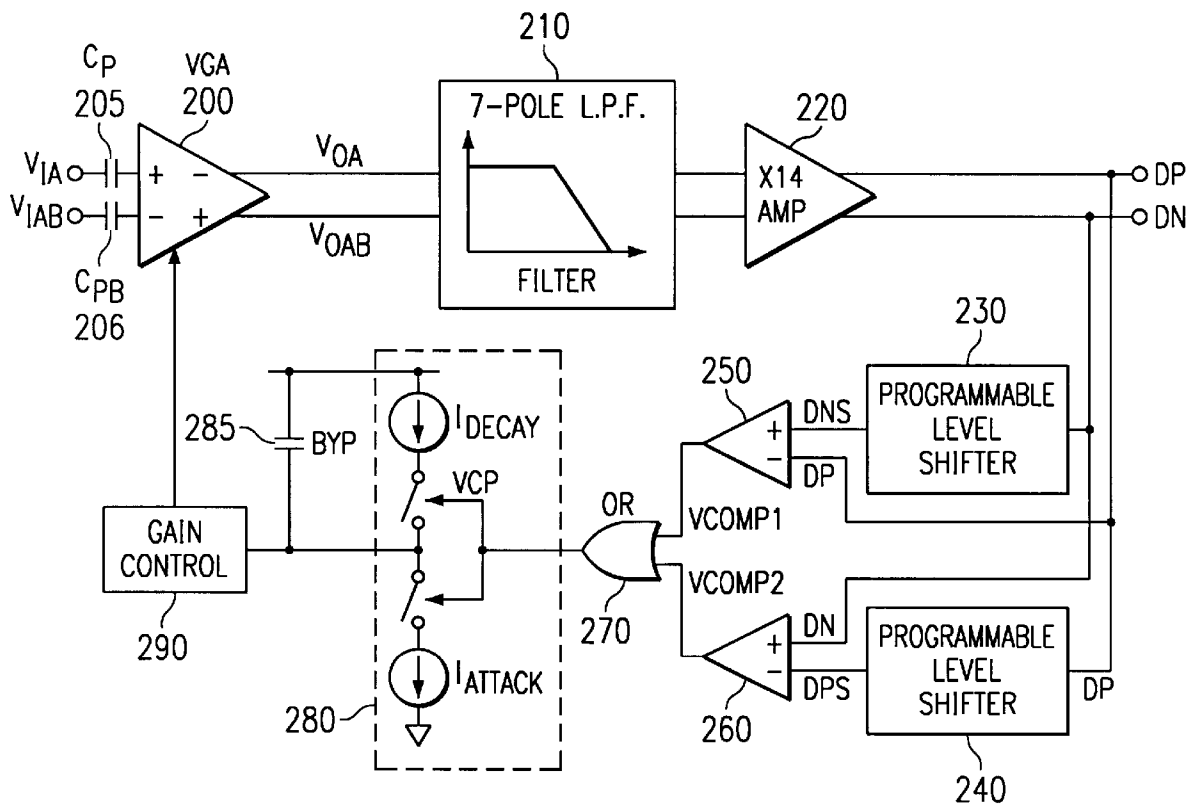 210
C_P
205
VGA
200
7-POLE L.P.F.
220
V_IA
+
-
V_OA
X14
AMP
DP
V_IAB
-
+
V_OAB
DN
C_PB
206
FILTER
230
250
285
BYP
I_DECAY
DNS
+
-
DP
PROGRAMMABLE
LEVEL
SHIFTER
VCP
OR
VCOMP1
GAIN
CONTROL
VCOMP2
290
270
DN
+
-
DPS
PROGRAMMABLE
LEVEL
SHIFTER
DP
I_ATTACK
280
260
240